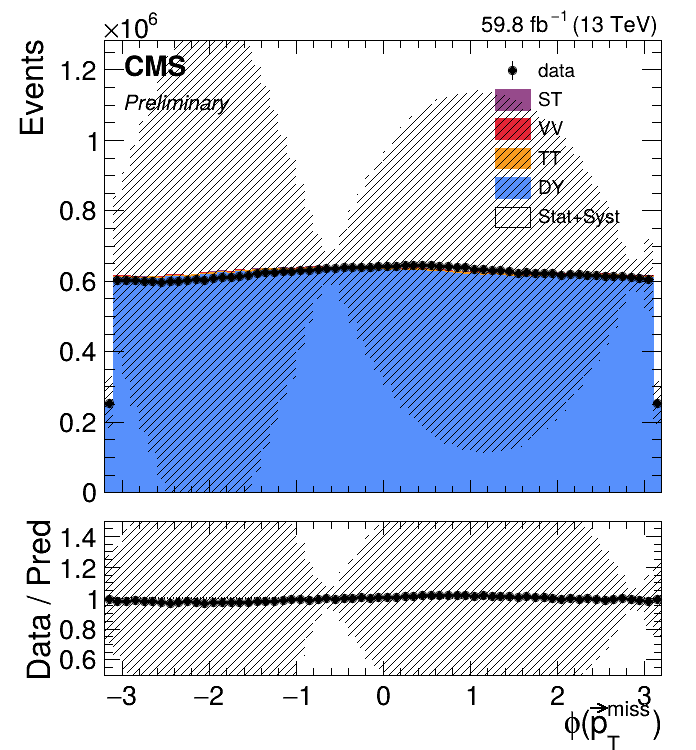 ×10⁶
59.8 fb⁻¹ (13 TeV)
Events
CMS
Preliminary
data
ST
VV
TT
DY
Stat+Syst
1.2
1
0.8
0.6
0.4
0.2
0
Data / Pred
1.4
1.2
1
0.8
0.6
−3 −2 −1 0 1 2 3
ϕ(p⃗_T^miss)